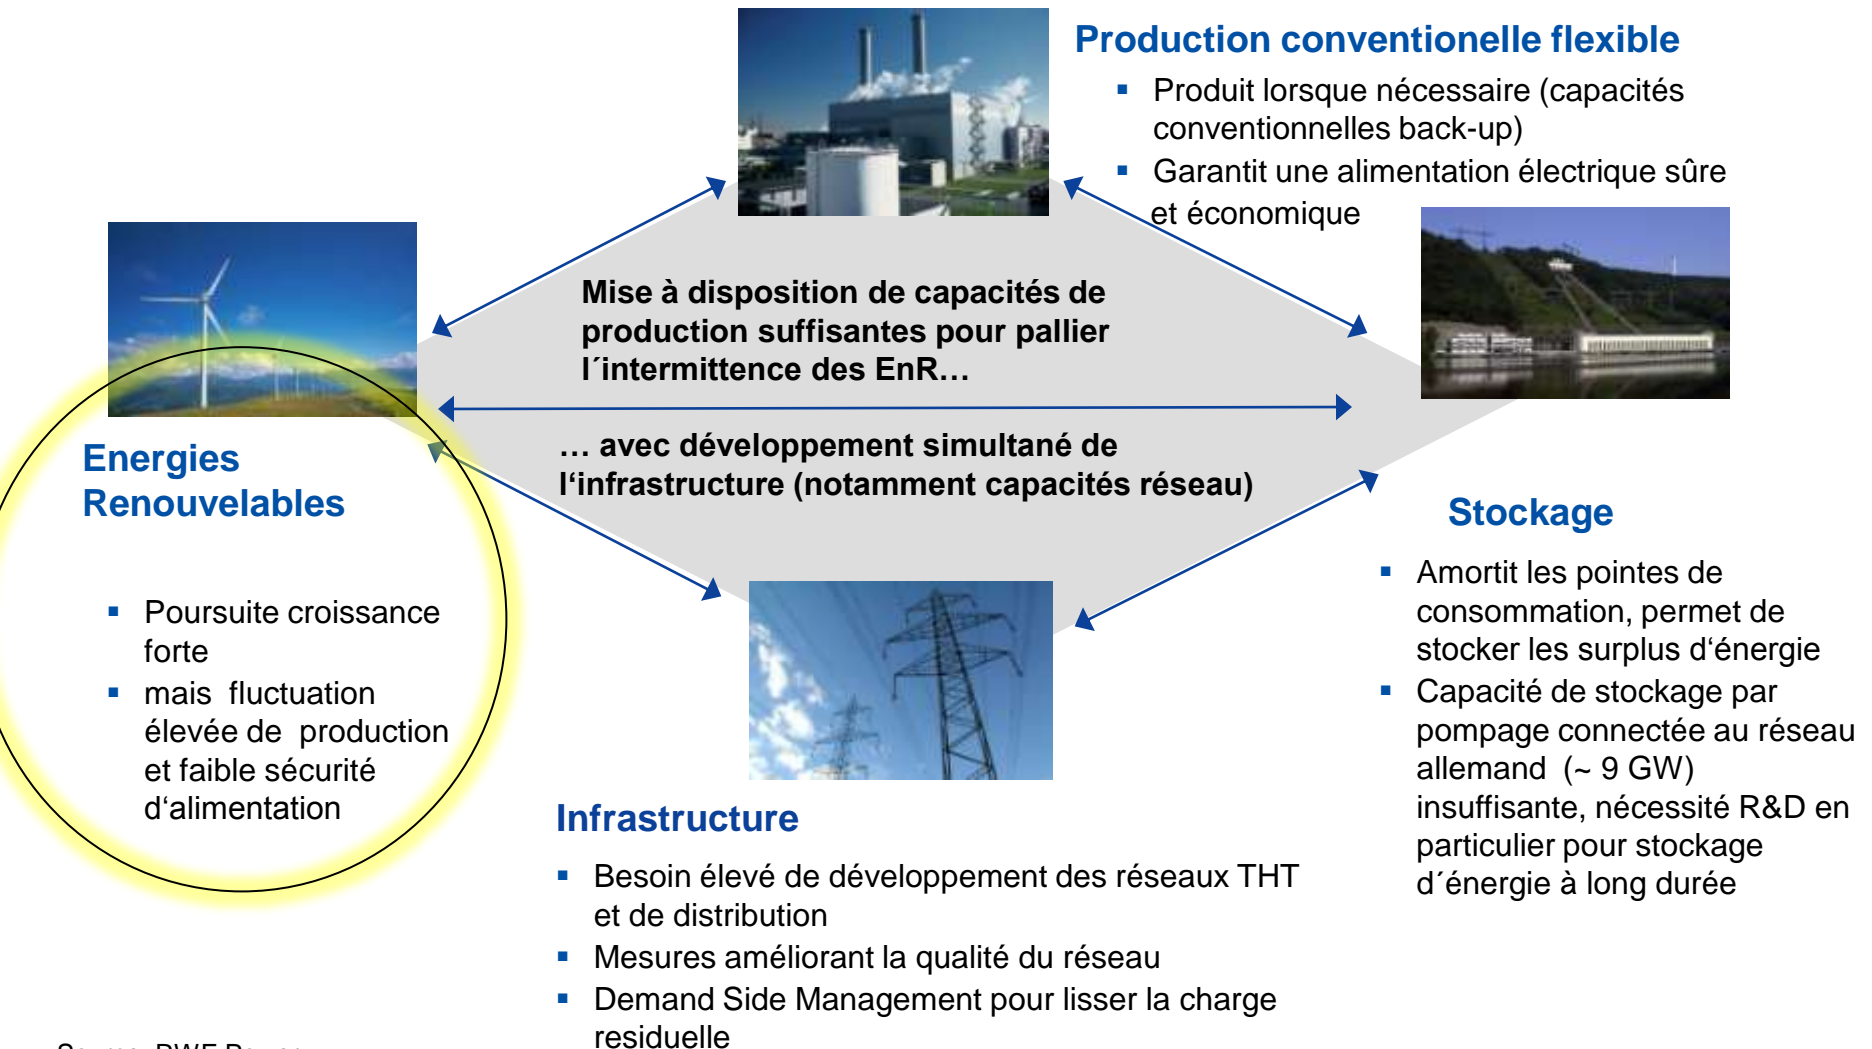 Production conventionelle flexible
▪ Produit lorsque nécessaire (capacités
conventionnelles back-up)
▪ Garantit une alimentation électrique sûre
et économique
Mise à disposition de capacités de
production suffisantes pour pallier
l´intermittence des EnR…
… avec développement simultané de
l‘infrastructure (notamment capacités réseau)
Energies
Renouvelables
▪ Poursuite croissance
forte
▪ mais fluctuation
élevée de production
et faible sécurité
d‘alimentation
Stockage
▪ Amortit les pointes de
consommation, permet de
stocker les surplus d‘énergie
▪ Capacité de stockage par
pompage connectée au réseau
allemand (~ 9 GW)
insuffisante, nécessité R&D en
particulier pour stockage
d´énergie à long durée
Infrastructure
▪ Besoin élevé de développement des réseaux THT
et de distribution
▪ Mesures améliorant la qualité du réseau
▪ Demand Side Management pour lisser la charge
residuelle